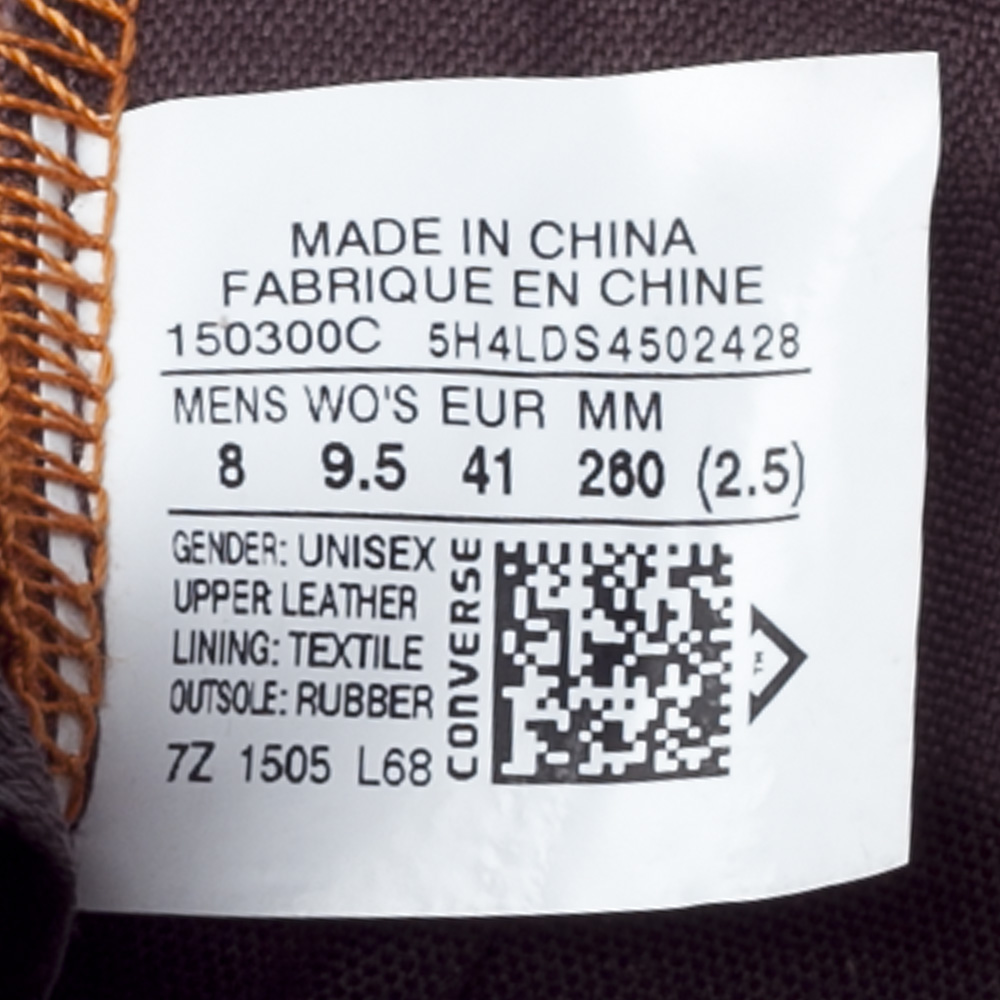 MADE IN CHINA
FABRIQUE EN CHINE
150300C 5H4LDS4502428
MENS WO'S EUR MM
8 9.5 41 260 (2.5)
GENDER: UNISEX
UPPER LEATHER
LINING: TEXTILE
OUTSOLE: RUBBER
7Z 1505 L68
CONVERSE
TM